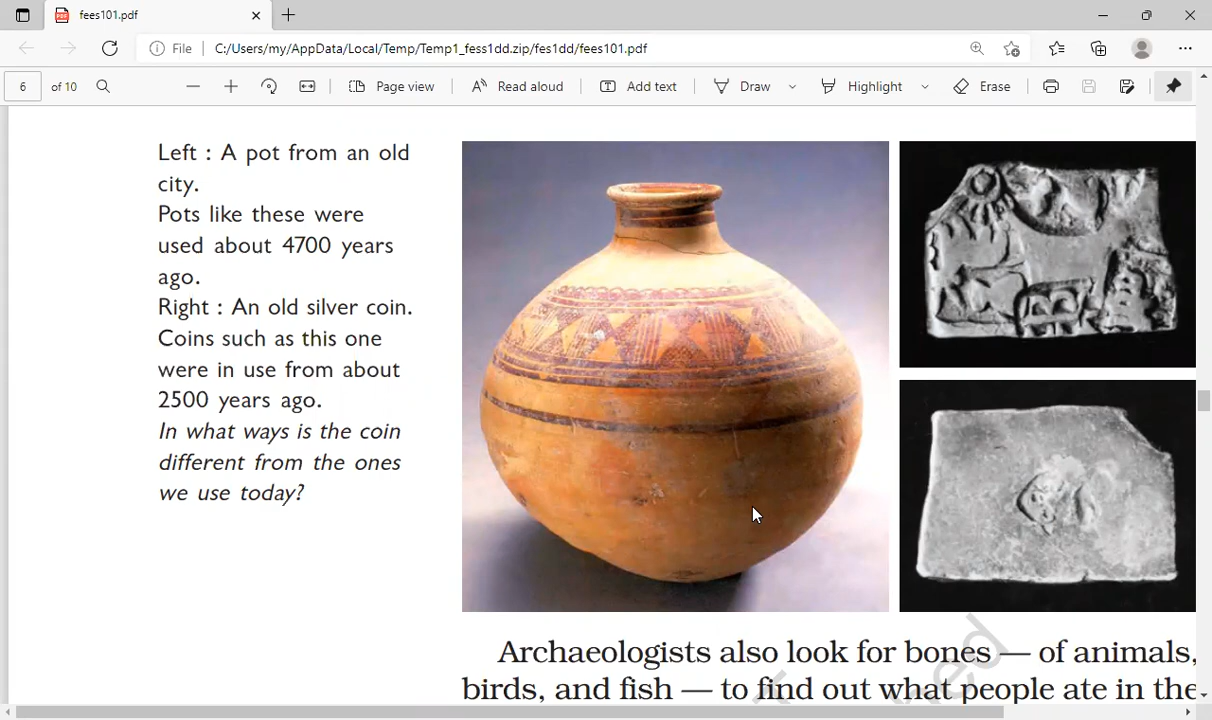 fees101.pdf
File
C:/Users/my/AppData/Local/Temp/Temp1_fess1dd.zip/fes1dd/fees101.pdf
6 of 10
Page view
Read aloud
Add text
Draw
Highlight
Erase
Left : A pot from an old
city.
Pots like these were
used about 4700 years
ago.
Right : An old silver coin.
Coins such as this one
were in use from about
2500 years ago.
In what ways is the coin
different from the ones
we use today?
Archaeologists also look for bones — of animals,
birds, and fish — to find out what people ate in the